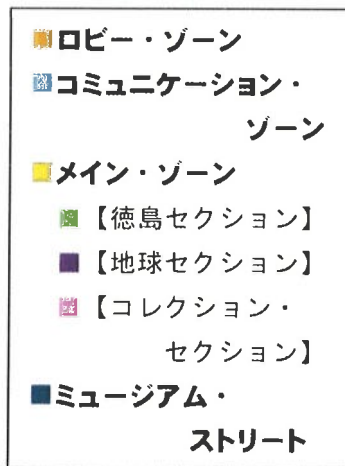 ロビー・ゾーン
コミュニケーション・
ゾーン
メイン・ゾーン
【徳島セクション】
【地球セクション】
【コレクション・
セクション】
ミュージアム・
ストリート